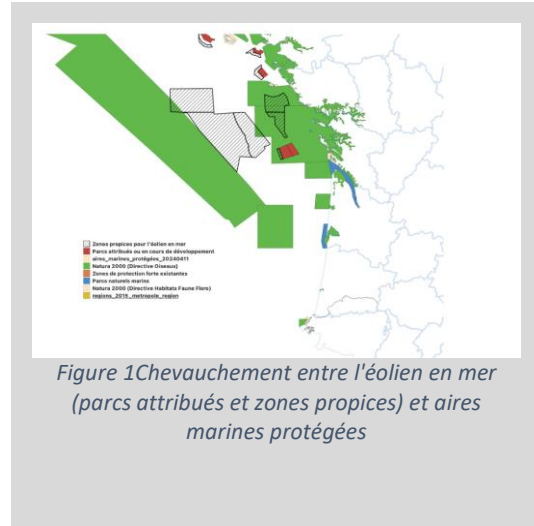 Zones propices pour l'éolien en mer
Parcs attribués ou en cours de développement
aires_marines_protégées_20240411
Natura 2000 (Directive Oiseaux)
Zones de protection forte existantes
Parcs naturels marins
Natura 2000 (Directive Habitats Faune Flore)
regions_2015_metropole_region
Figure 1Chevauchement entre l'éolien en mer
(parcs attribués et zones propices) et aires
marines protégées